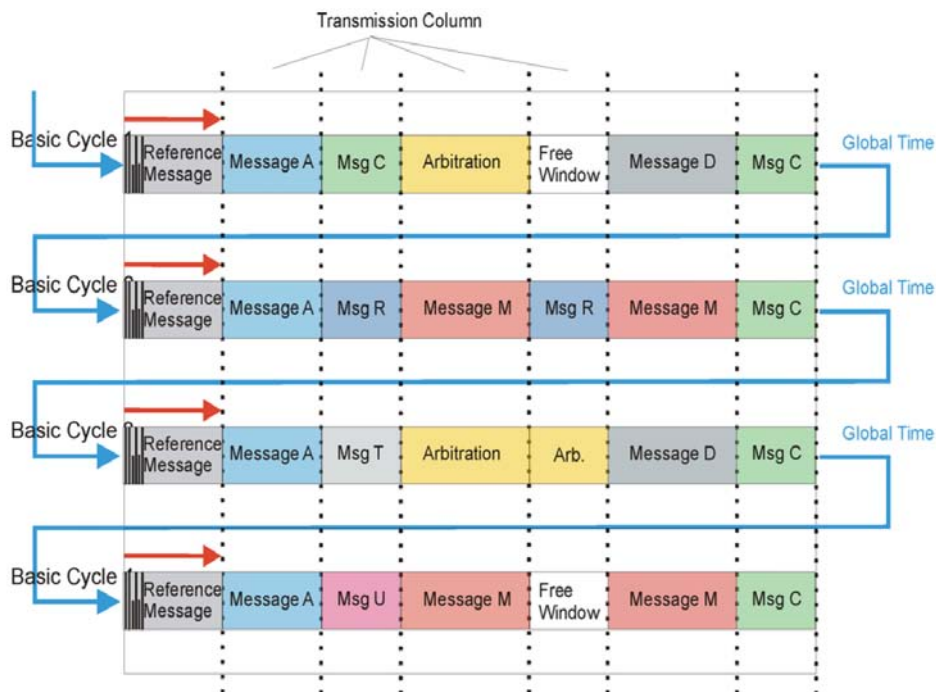 Transmission Column
Basic Cycle
Reference
Message
Message A
Msg C
Arbitration
Free
Window
Message D
Msg C
Global Time
Basic Cycle
Reference
Message
Message A
Msg R
Message M
Msg R
Message M
Msg C
Global Time
Basic Cycle
Reference
Message
Message A
Msg T
Arbitration
Arb.
Message D
Msg C
Global Time
Basic Cycle
Reference
Message
Message A
Msg U
Message M
Free
Window
Message M
Msg C